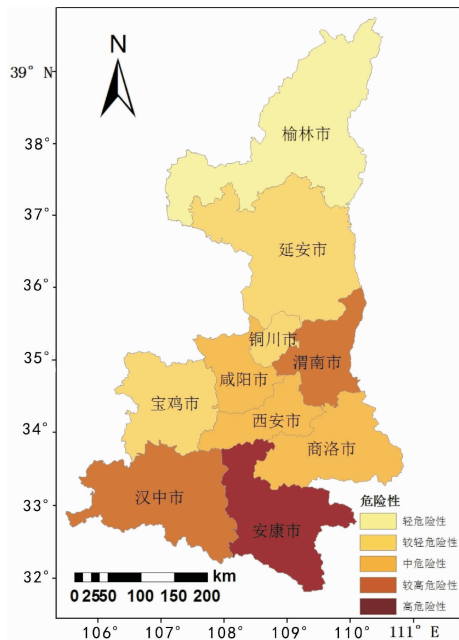 N
39° N
38°
37°
36°
35°
34°
33°
32°
榆林市
延安市
铜川市
渭南市
咸阳市
宝鸡市
西安市
商洛市
汉中市
安康市
危险性
轻危险性
较轻危险性
中危险性
较高危险性
高危险性
km
0 25 50 100 150 200
106° 107° 108° 109° 110° 111° E